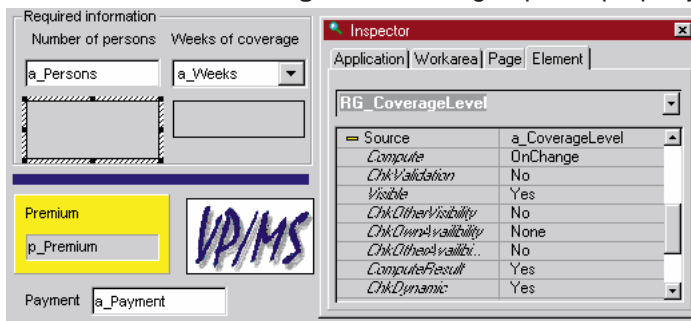 Required information
Number of persons Weeks of coverage
a_Persons a_Weeks
Premium
p_Premium
VP/MS
Payment a_Payment
Inspector
Application Workarea Page Element
RG_CoverageLevel
Source a_CoverageLevel
Compute OnChange
ChkValidation No
Visible Yes
ChkOtherVisibility No
ChkOwnAvailibility None
ChkOtherAvailibi... No
ComputeResult Yes
ChkDynamic Yes